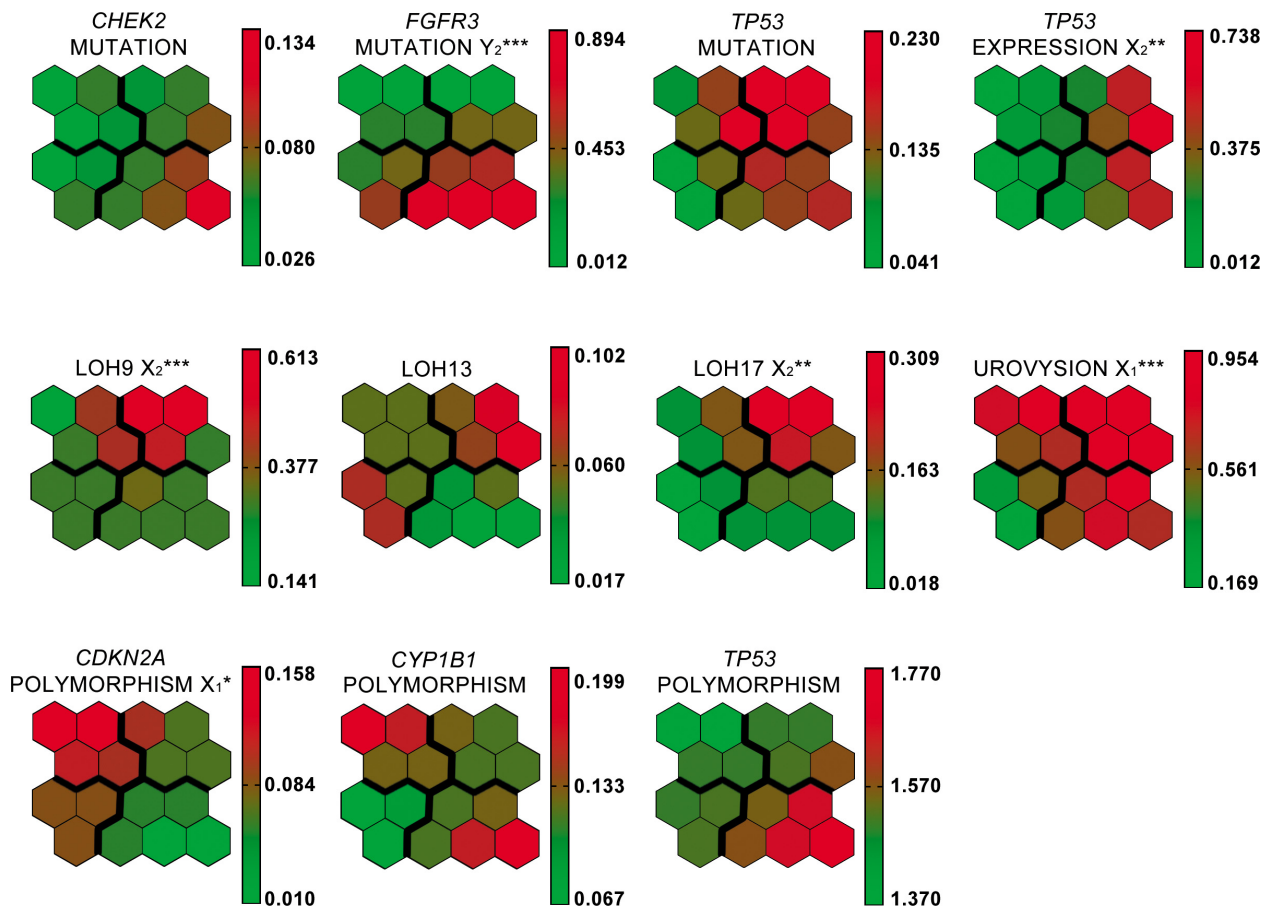 CHEK2
MUTATION
0.134
0.080
0.026
FGFR3
MUTATION Y2***
0.894
0.453
0.012
TP53
MUTATION
0.230
0.135
0.041
TP53
EXPRESSION X2**
0.738
0.375
0.012
LOH9 X2***
0.613
0.377
0.141
LOH13
0.102
0.060
0.017
LOH17 X2**
0.309
0.163
0.018
UROVYSION X1***
0.954
0.561
0.169
CDKN2A
POLYMORPHISM X1*
0.158
0.084
0.010
CYP1B1
POLYMORPHISM
0.199
0.133
0.067
TP53
POLYMORPHISM
1.770
1.570
1.370